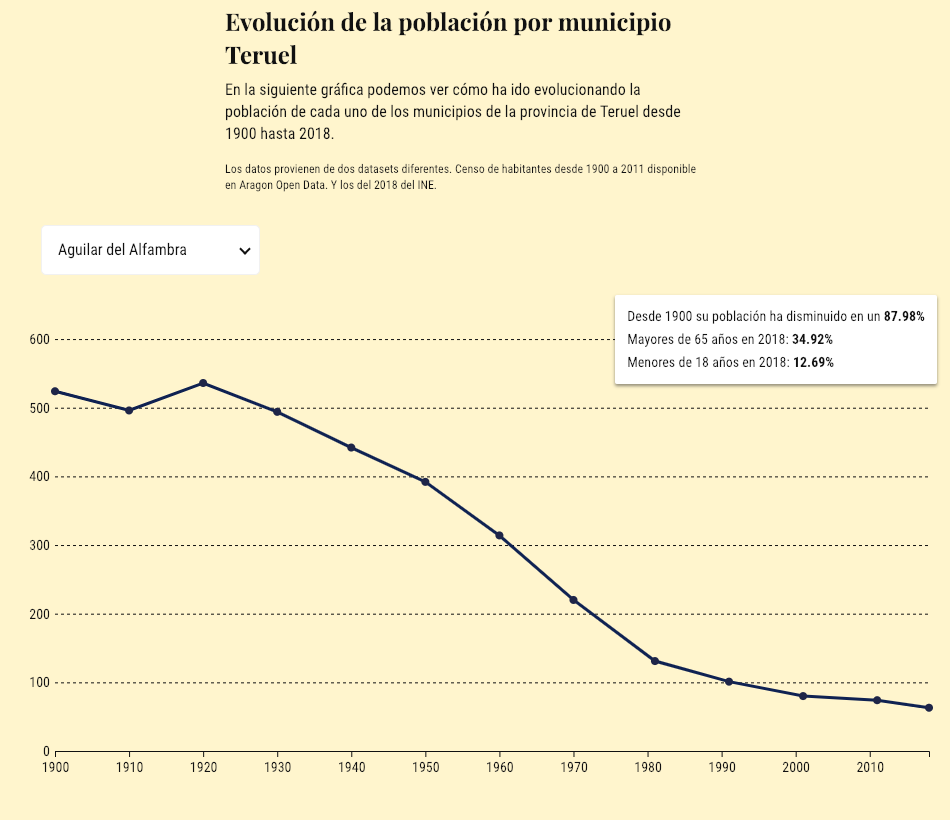 Evolución de la población por municipio
Teruel
En la siguiente gráfica podemos ver cómo ha ido evolucionando la
población de cada uno de los municipios de la provincia de Teruel desde
1900 hasta 2018.
Los datos provienen de dos datasets diferentes. Censo de habitantes desde 1900 a 2011 disponible
en Aragon Open Data. Y los del 2018 del INE.
Aguilar del Alfambra
Desde 1900 su población ha disminuido en un 87.98%
Mayores de 65 años en 2018: 34.92%
Menores de 18 años en 2018: 12.69%
600
500
400
300
200
100
0
1900 1910 1920 1930 1940 1950 1960 1970 1980 1990 2000 2010